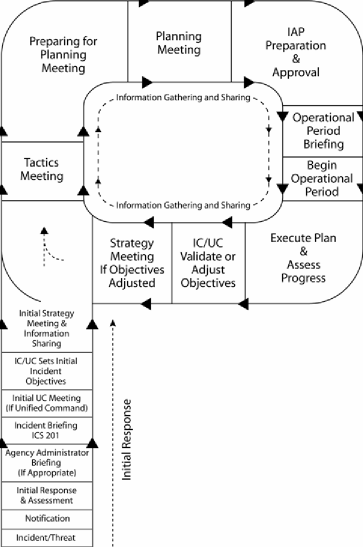 Preparing for
Planning
Meeting
Planning
Meeting
IAP
Preparation
&
Approval
Information Gathering and Sharing
Operational
Period
Briefing
Tactics
Meeting
Begin
Operational
Period
Information Gathering and Sharing
Strategy
Meeting
If Objectives
Adjusted
IC/UC
Validate or
Adjust
Objectives
Execute Plan
&
Assess
Progress
Initial Strategy
Meeting &
Information
Sharing
IC/UC Sets Initial
Incident
Objectives
Initial UC Meeting
(If Unified Command)
Incident Briefing
ICS 201
Agency Administrator
Briefing
(If Appropriate)
Initial Response
& Assessment
Notification
Incident/Threat
Initial Response